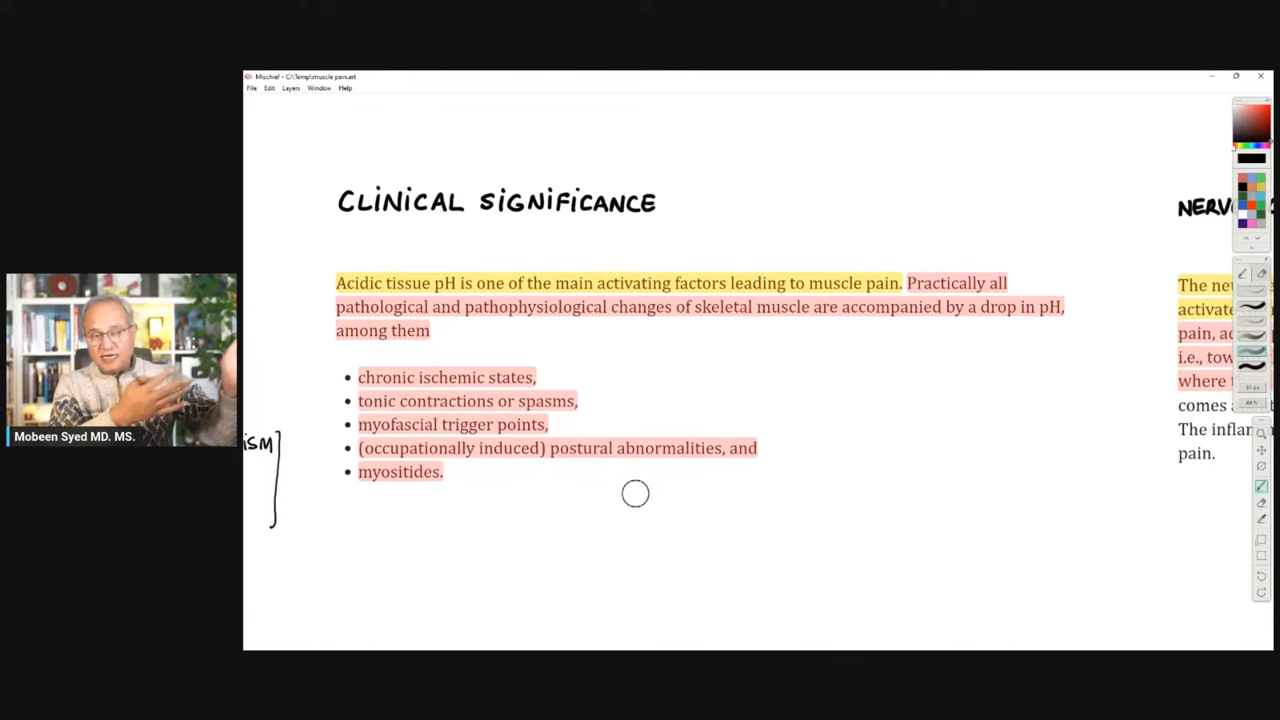 Mischief - C:\Temp\muscle pain.art
File Edit Layers Window Help
CLINICAL SIGNIFICANCE
Acidic tissue pH is one of the main activating factors leading to muscle pain. Practically all
pathological and pathophysiological changes of skeletal muscle are accompanied by a drop in pH,
among them
• chronic ischemic states,
• tonic contractions or spasms,
• myofascial trigger points,
• (occupationally induced) postural abnormalities, and
• myositides.
ISM
NERV
The ne
activate
pain, ac
i.e., tow
where
comes a
The inflam
pain.
Mobeen Syed MD. MS.